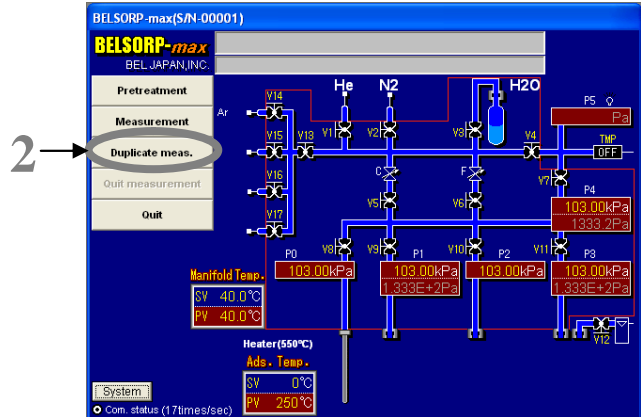 BELSORP-max(S/N-00001)
BELSORP-max
BEL JAPAN,INC.
Pretreatment
Measurement
2
Duplicate meas.
Quit measurement
Quit
He N2 H2O
Ar
V14
V15 V13 V1 V2 V3 V4
V16
V17
P5
Pa
TMP
OFF
C F
V7
V5 V6
P4
103.00kPa
1333.2Pa
V8 V9 V10 V11
P0 P1 P2 P3
103.00kPa 103.00kPa 103.00kPa 103.00kPa
1.333E+2Pa 1.333E+2Pa
Manifold Temp.
SV 40.0°C
PV 40.0°C
V12
Heater(550°C)
Ads. Temp.
SV 0°C
PV 250°C
System
Com. status (17times/sec)